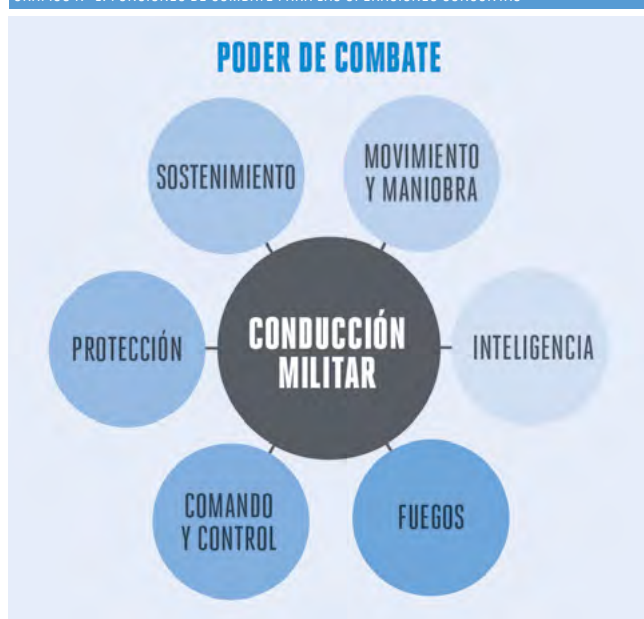 PODER DE COMBATE
SOSTENIMIENTO
MOVIMIENTO
Y MANIOBRA
PROTECCIÓN
CONDUCCIÓN
MILITAR
INTELIGENCIA
COMANDO
Y CONTROL
FUEGOS